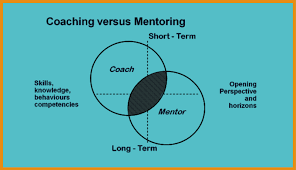 Coaching versus Mentoring
Short - Term
Coach
Skills,
knowledge,
behaviours
competencies
Opening
Perspective
and
horizons
Mentor
Long - Term